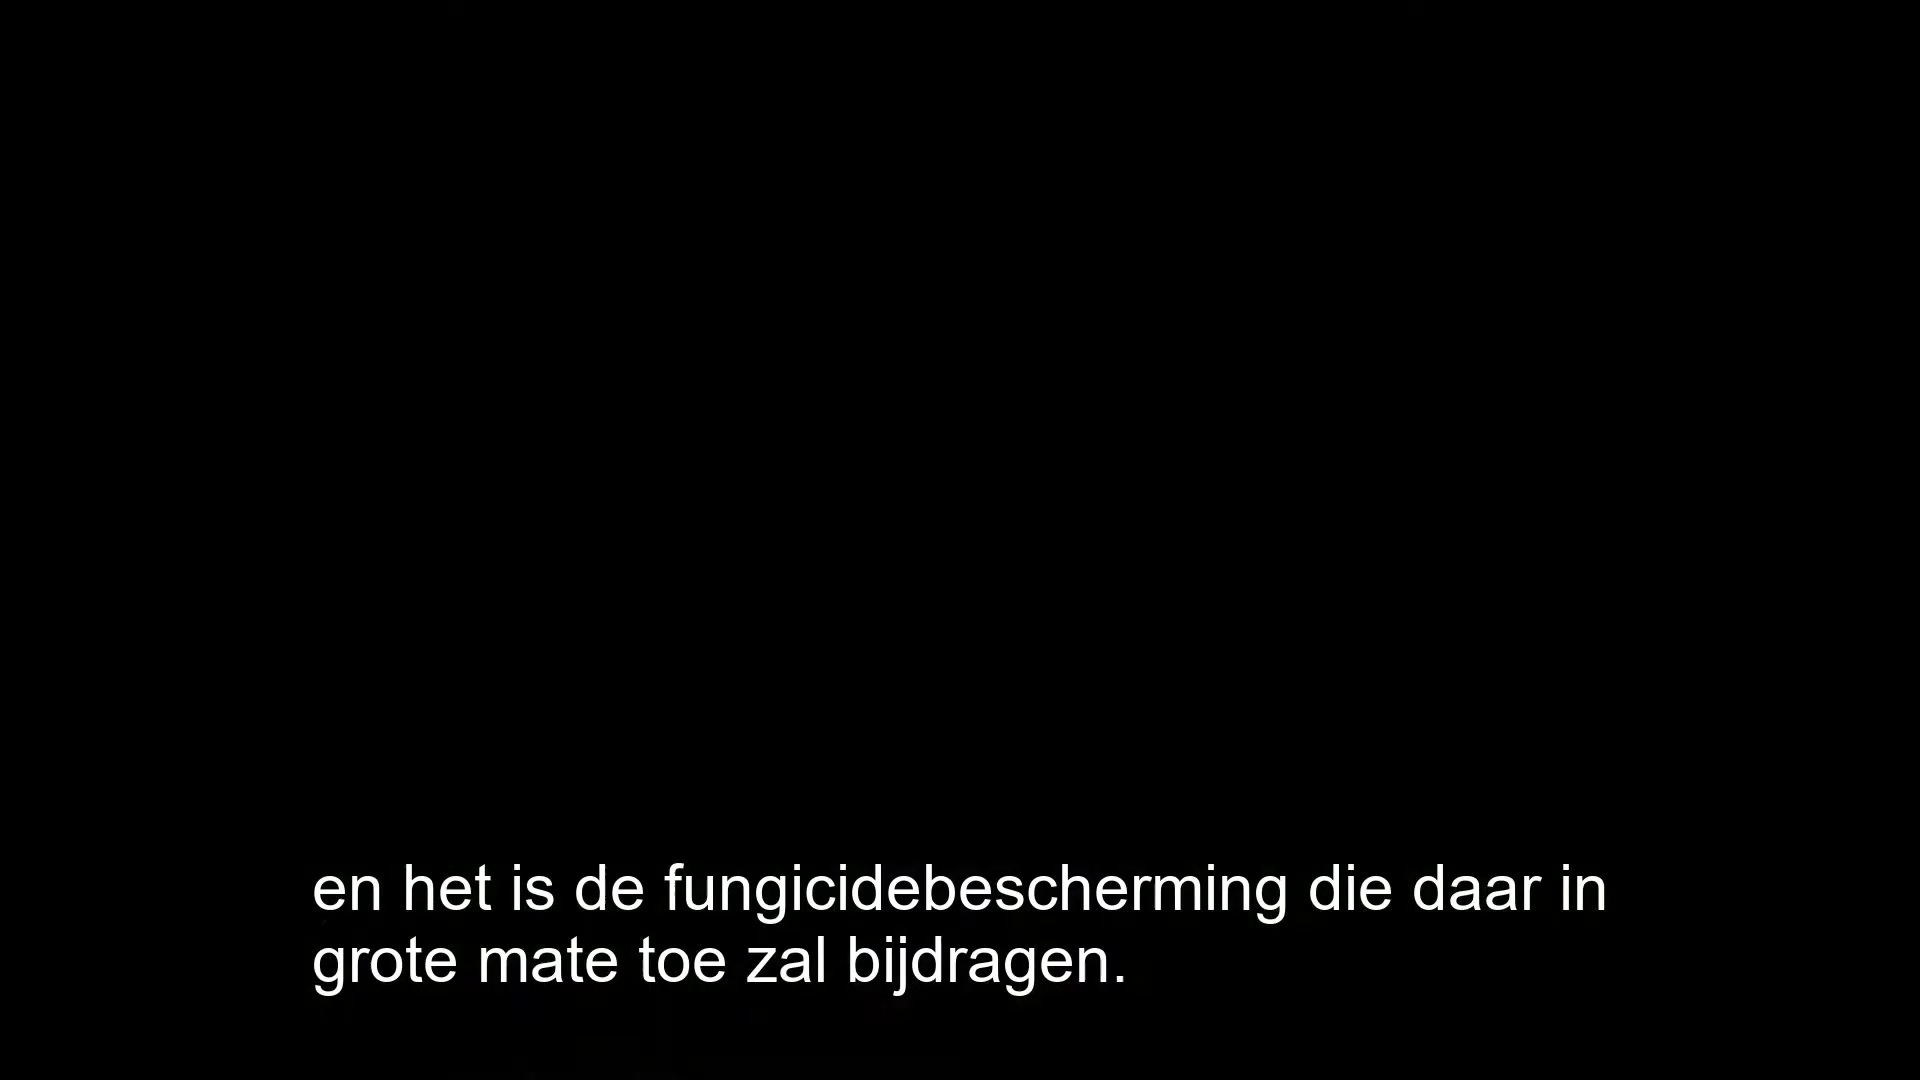 en het is de fungicidebescherming die daar in
grote mate toe zal bijdragen.